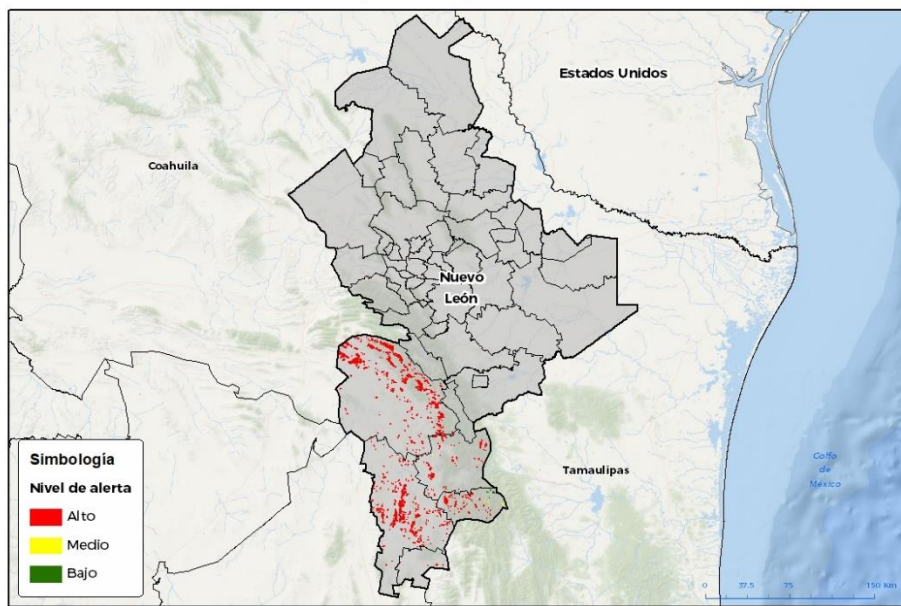 Estados Unidos
Coahuila
Nuevo
León
Tamaulipas
Golfo
de
México
Simbología
Nivel de alerta
Alto
Medio
Bajo
0 37.5 75 150 Km